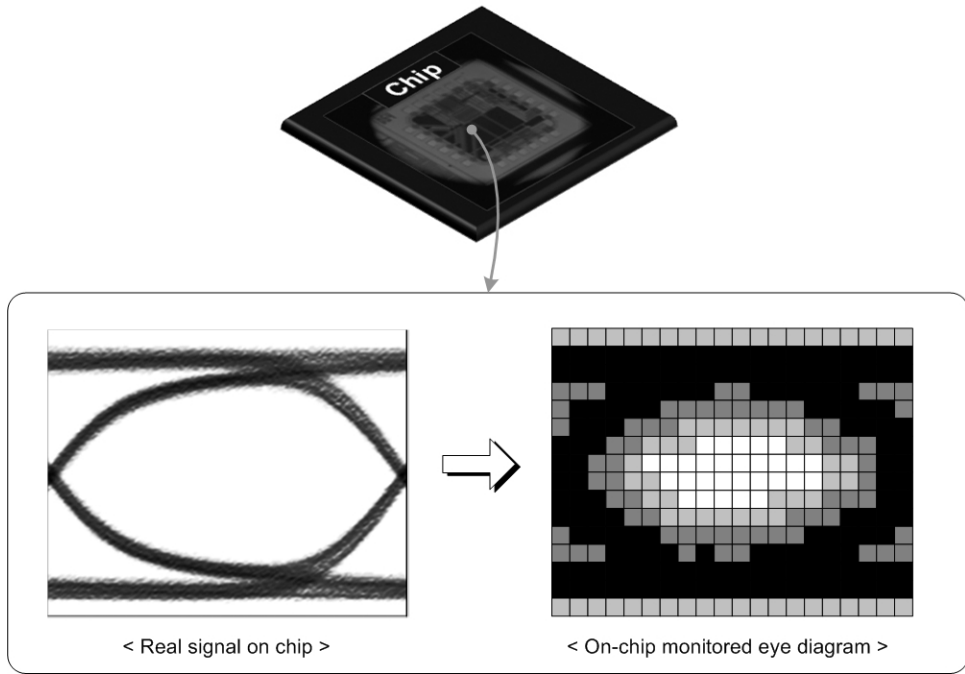 Chip
< Real signal on chip >
< On-chip monitored eye diagram >